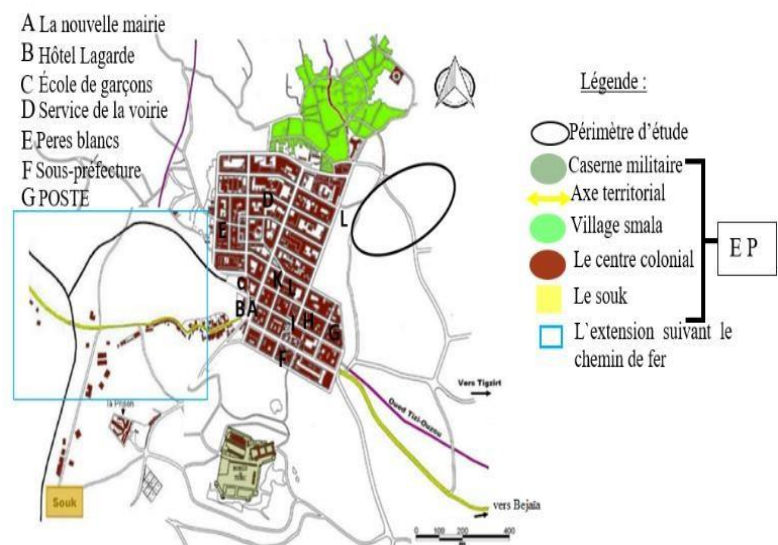 A La nouvelle mairie
B Hôtel Lagarde
C École de garçons
D Service de la voirie
E Peres blancs
F Sous-préfecture
G POSTE
Légende :
Périmètre d'étude
Caserne militaire
Axe territorial
Village smala
Le centre colonial
Le souk
L'extension suivant le
chemin de fer
E P
D
E
L
K
L
C
B A
H
I
G
F
Vers Tigzirt
Oued Tizi-Ouzou
vers Bejaïa
la Prison
Souk
0 100 200 300 400